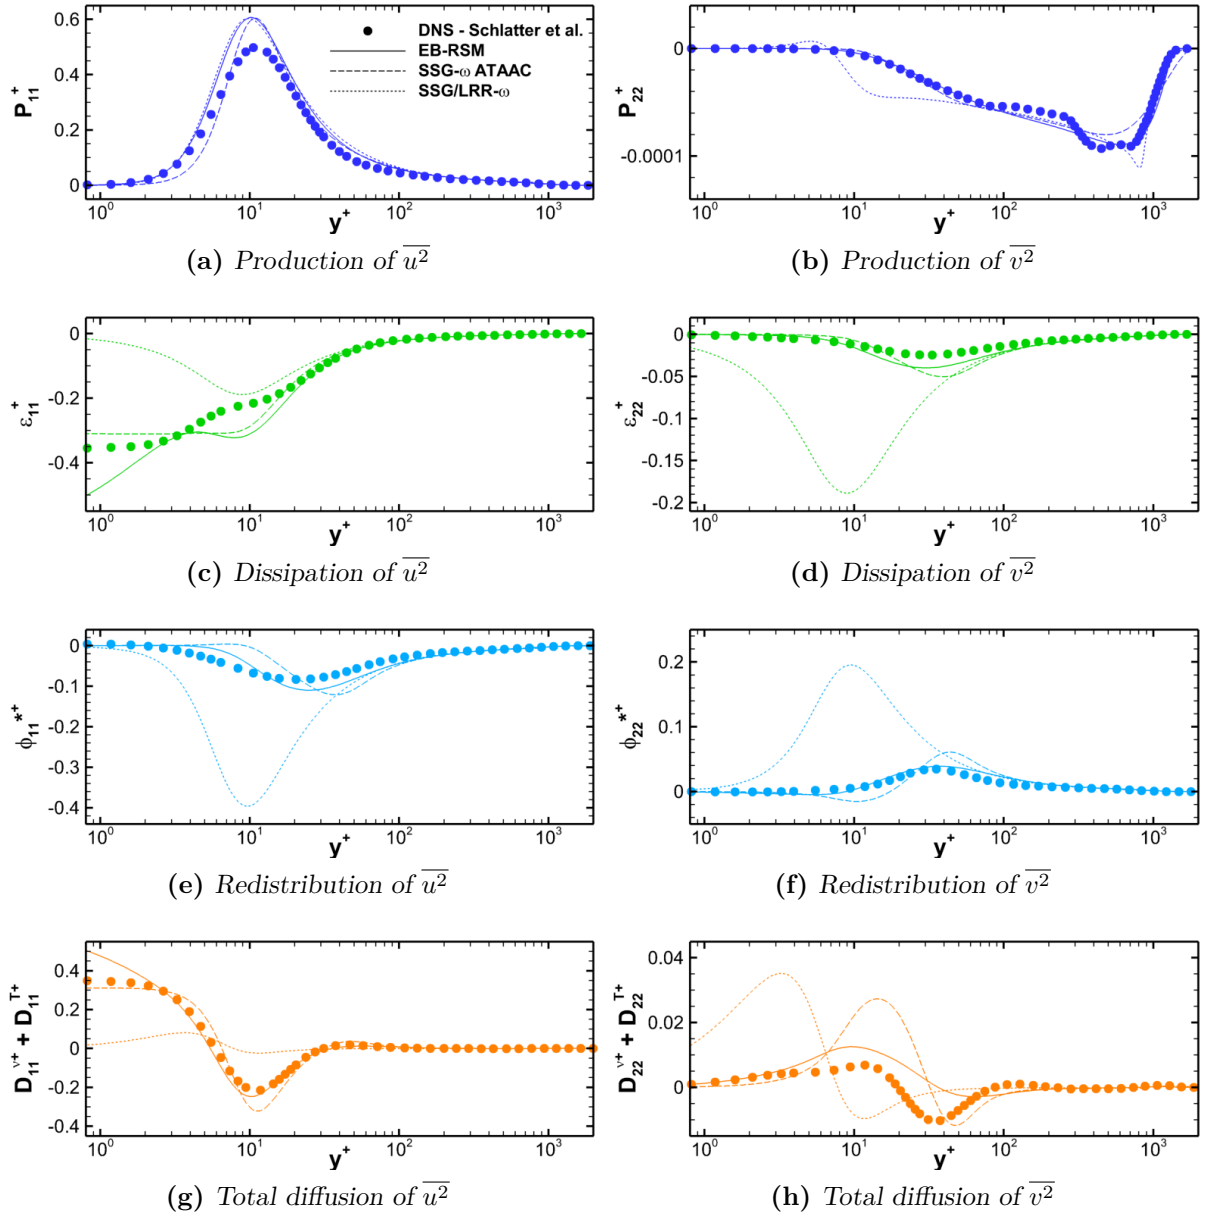 0.6
0.4
0.2
0
P₁₁⁺
DNS - Schlatter et al.
EB-RSM
SSG-ω ATAAC
SSG/LRR-ω
10⁰ 10¹ 10² 10³
y⁺
(a) Production of u²
0
-0.0001
P₂₂⁺
10⁰ 10¹ 10² 10³
y⁺
(b) Production of v²
0
-0.2
-0.4
ε₁₁⁺
10⁰ 10¹ 10² 10³
y⁺
(c) Dissipation of u²
0
-0.05
-0.1
-0.15
-0.2
ε₂₂⁺
10⁰ 10¹ 10² 10³
y⁺
(d) Dissipation of v²
0
-0.1
-0.2
-0.3
-0.4
ϕ₁₁*⁺
10⁰ 10¹ 10² 10³
y⁺
(e) Redistribution of u²
0.2
0.1
0
ϕ₂₂*⁺
10⁰ 10¹ 10² 10³
y⁺
(f) Redistribution of v²
0.4
0.2
0
-0.2
-0.4
D₁₁ᵛ⁺ + D₁₁ᵀ⁺
10⁰ 10¹ 10² 10³
y⁺
(g) Total diffusion of u²
0.04
0.02
0
D₂₂ᵛ⁺ + D₂₂ᵀ⁺
10⁰ 10¹ 10² 10³
y⁺
(h) Total diffusion of v²